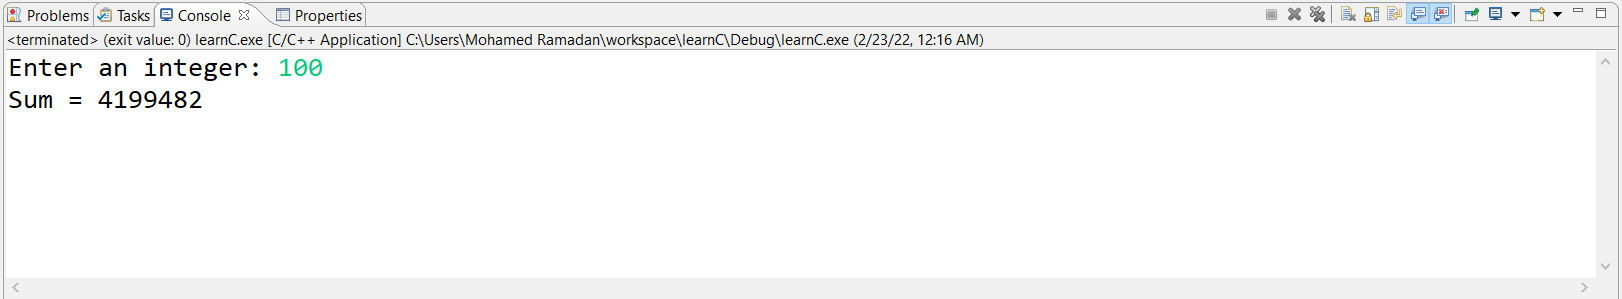 Problems Tasks Console Properties
<terminated> (exit value: 0) learnC.exe [C/C++ Application] C:\Users\Mohamed Ramadan\workspace\learnC\Debug\learnC.exe (2/23/22, 12:16 AM)
Enter an integer: 100
Sum = 4199482